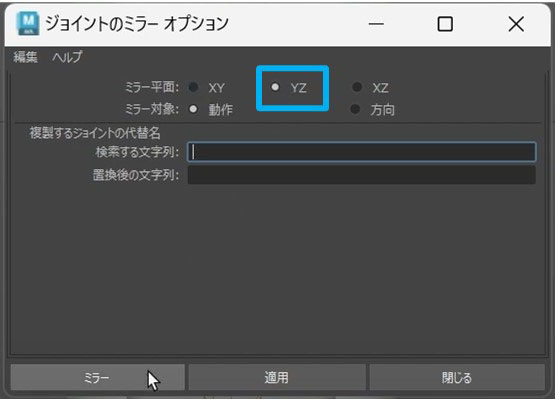 M
ジョイントのミラー オプション
編集 ヘルプ
ミラー平面: XY YZ XZ
ミラー対象: 動作 方向
複製するジョイントの代替名
検索する文字列:
置換後の文字列:
ミラー 適用 閉じる